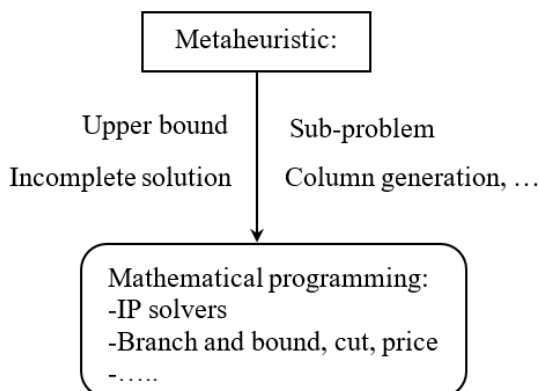 Metaheuristic:
Upper bound
Sub-problem
Incomplete solution
Column generation, …
Mathematical programming:
-IP solvers
-Branch and bound, cut, price
-…..